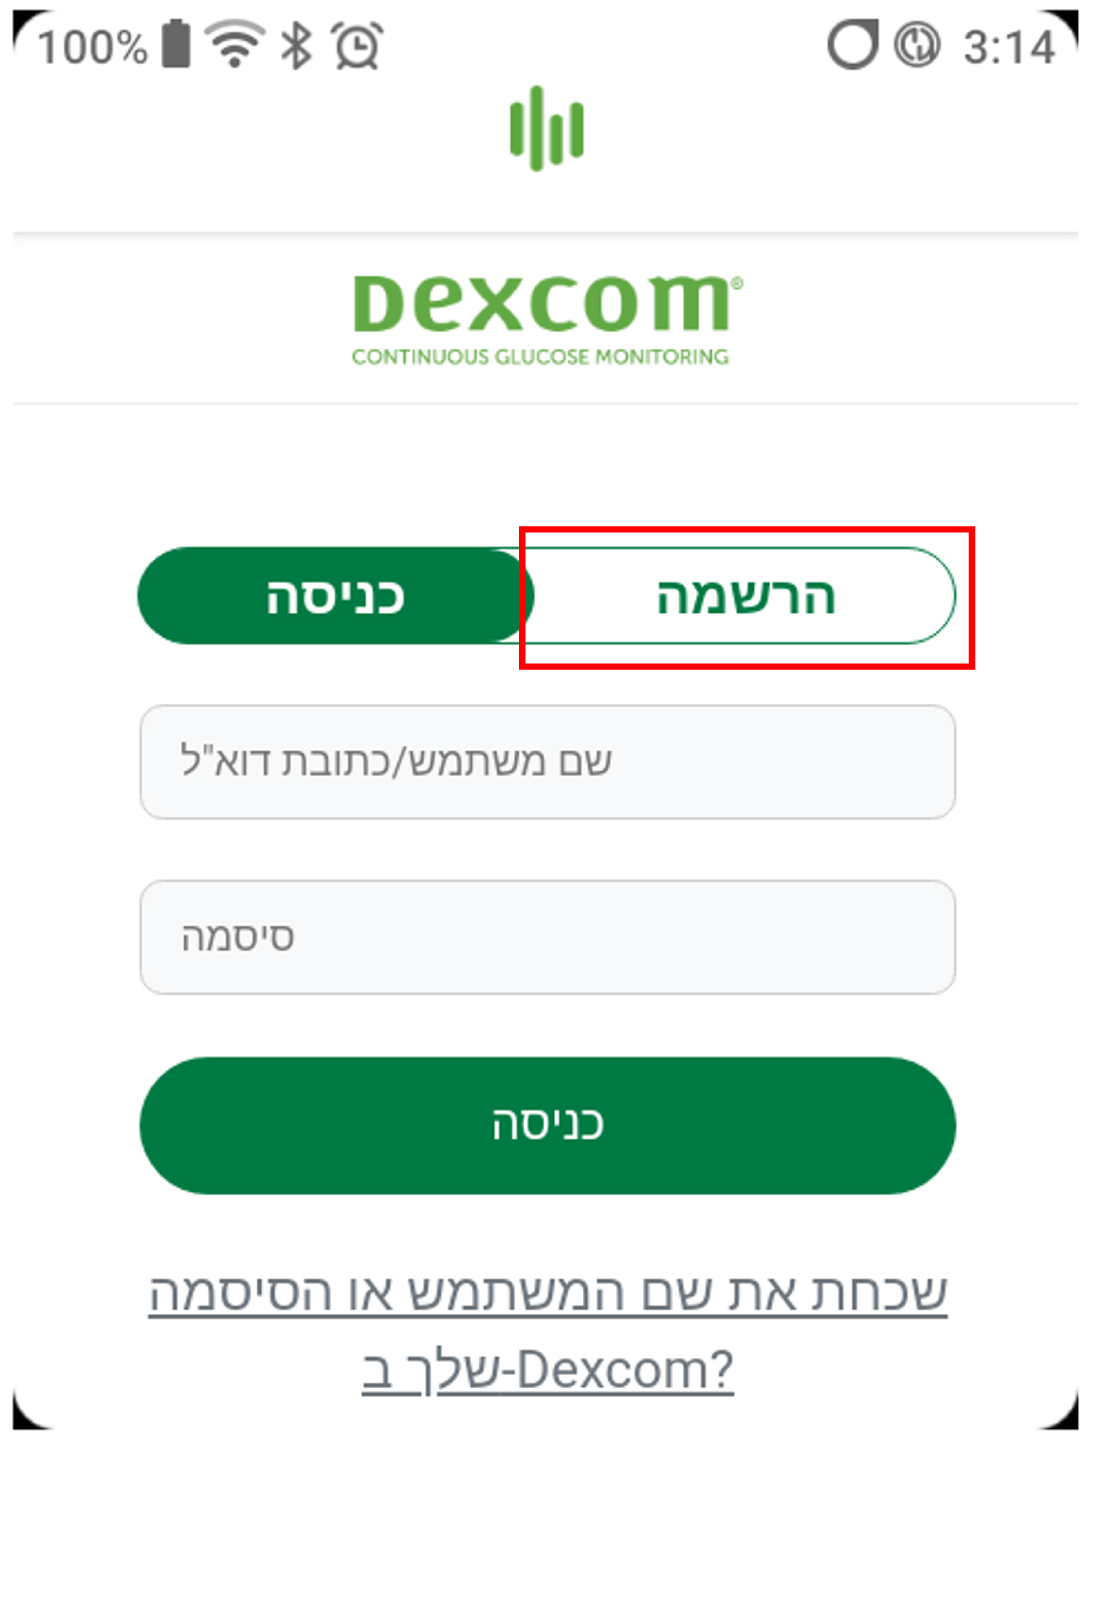 100% 3:14
Dexcom®
CONTINUOUS GLUCOSE MONITORING
כניסה הרשמה
שם משתמש/כתובת דוא"ל
סיסמה
כניסה
שכחת את שם המשתמש או הסיסמה
שלך ב-Dexcom?